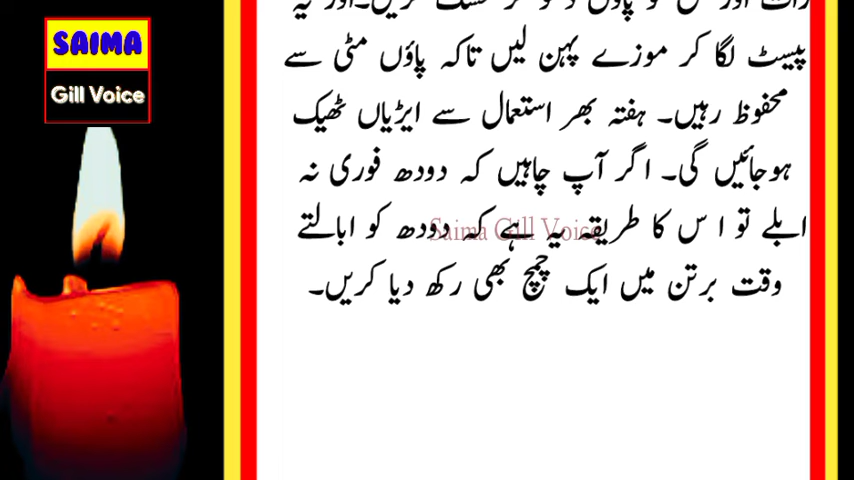 SAIMA
Gill Voice
پیسٹ لگا کر موزے پہن لیں تاکہ پاؤں مٹی سے
محفوظ رہیں۔ ہفتہ بھر استعمال سے ایڑیاں ٹھیک
ہوجائیں گی۔ اگر آپ چاہیں کہ دودھ فوری نہ
ابلے تو ا س کا طریقہ یہ ہے کہ دودھ کو ابالتے
Saima Gill Voice
وقت برتن میں ایک چمچ بھی رکھ دیا کریں۔